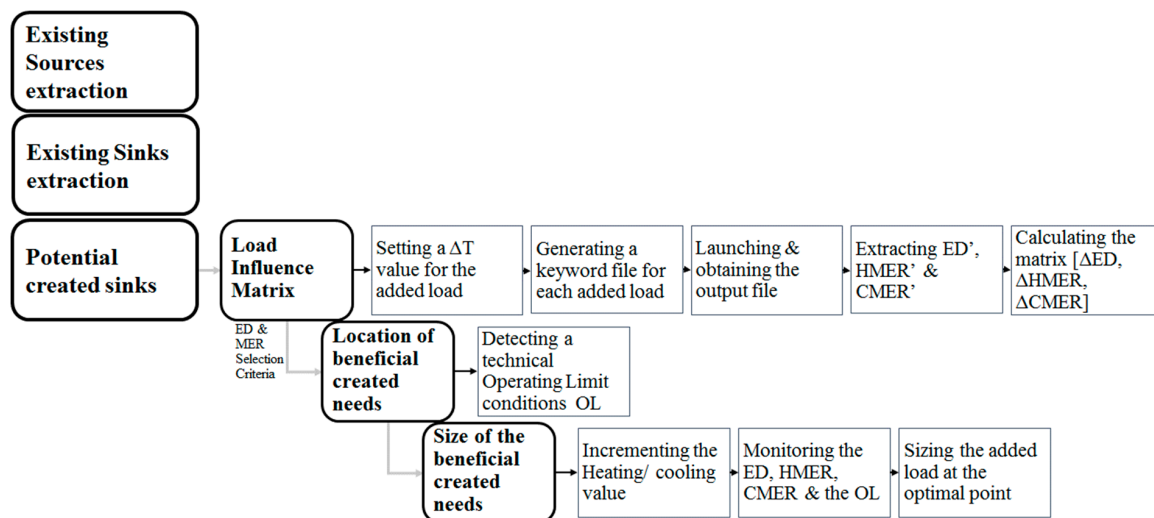 Existing
Sources
extraction
Existing Sinks
extraction
Potential
created sinks
Load
Influence
Matrix
Setting a ΔT
value for the
added load
Generating a
keyword file for
each added load
Launching &
obtaining the
output file
Extracting ED’,
HMER’ &
CMER’
Calculating the
matrix [ΔED,
ΔHMER,
ΔCMER]
ED &
MER
Selection
Criteria
Location of
beneficial
created
needs
Detecting a
technical
Operating Limit
conditions OL
Size of the
beneficial
created
needs
Incrementing the
Heating/ cooling
value
Monitoring the
ED, HMER,
CMER & the OL
Sizing the added
load at the
optimal point